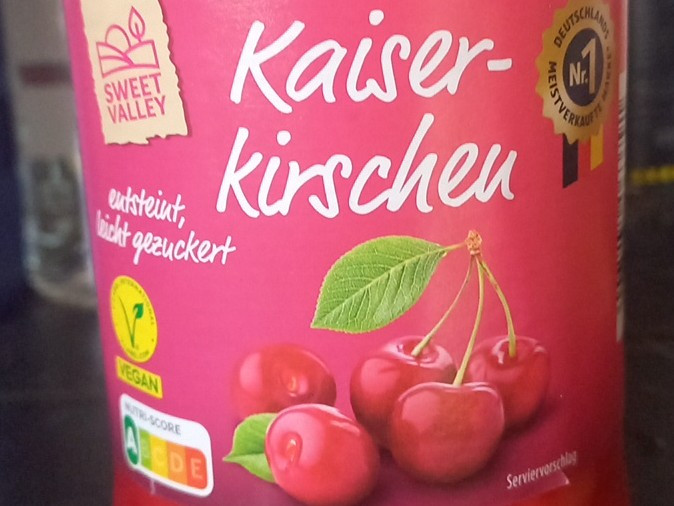 SWEET
VALLEY
Kaiser-
kirschen
DEUTSCHLANDS
Nr. 1
MEISTVERKAUFTE MARKE
entsteint,
leicht gezuckert
VEGAN
NUTRI-SCORE
A B C D E
Serviervorschlag